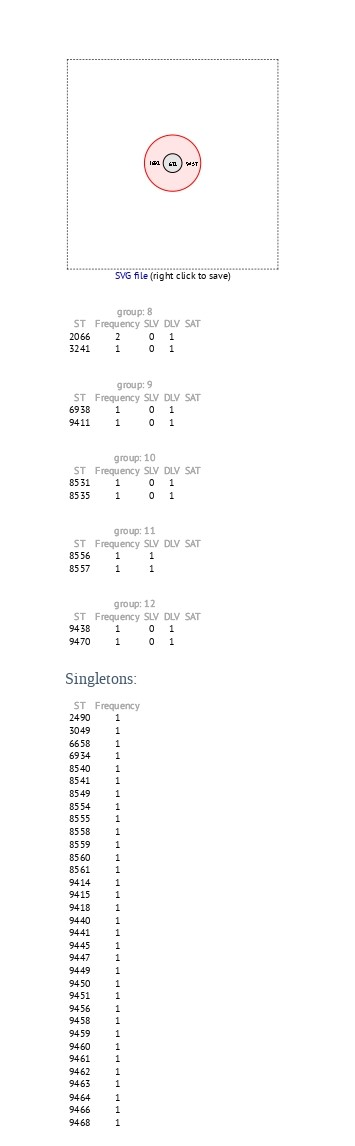 672
SVG file (right click to save)
group: 8
ST Frequency SLV DLV SAT
2066 2 0 1
3241 1 0 1
group: 9
ST Frequency SLV DLV SAT
6938 1 0 1
9411 1 0 1
group: 10
ST Frequency SLV DLV SAT
8531 1 0 1
8535 1 0 1
group: 11
ST Frequency SLV DLV SAT
8556 1 1
8557 1 1
group: 12
ST Frequency SLV DLV SAT
9438 1 0 1
9470 1 0 1
Singletons:
ST Frequency
2490 1
3049 1
6658 1
6934 1
8540 1
8541 1
8549 1
8554 1
8555 1
8558 1
8559 1
8560 1
8561 1
9414 1
9415 1
9418 1
9440 1
9441 1
9445 1
9447 1
9449 1
9450 1
9451 1
9456 1
9458 1
9459 1
9460 1
9461 1
9462 1
9463 1
9464 1
9466 1
9468 1